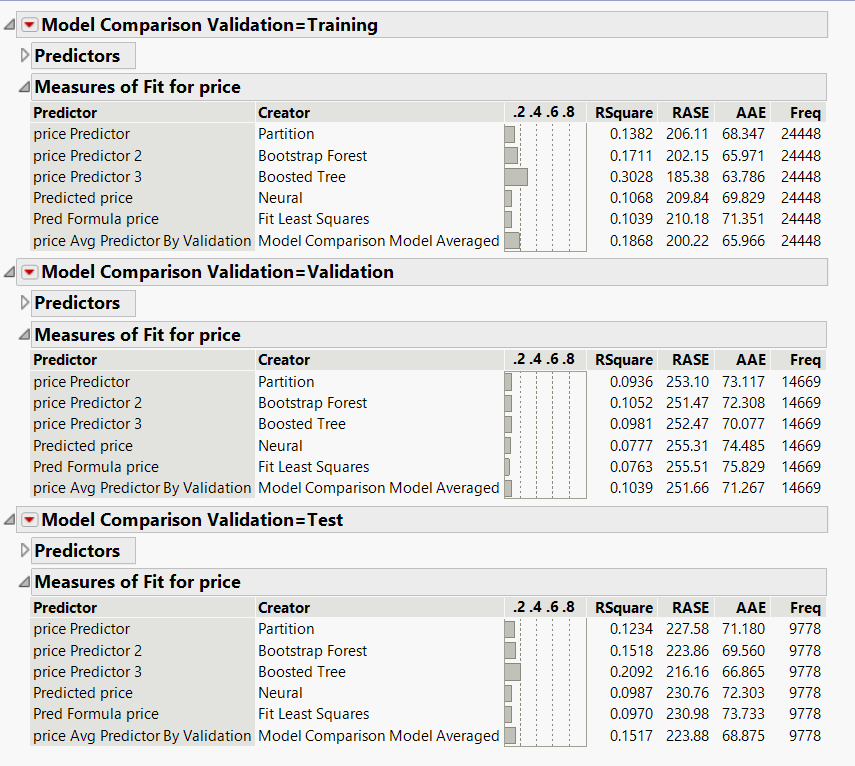 Model Comparison Validation=Training
Predictors
Measures of Fit for price
Predictor Creator .2 .4 .6 .8 RSquare RASE AAE Freq
price Predictor Partition 0.1382 206.11 68.347 24448
price Predictor 2 Bootstrap Forest 0.1711 202.15 65.971 24448
price Predictor 3 Boosted Tree 0.3028 185.38 63.786 24448
Predicted price Neural 0.1068 209.84 69.829 24448
Pred Formula price Fit Least Squares 0.1039 210.18 71.351 24448
price Avg Predictor By Validation Model Comparison Model Averaged 0.1868 200.22 65.966 24448
Model Comparison Validation=Validation
Predictors
Measures of Fit for price
Predictor Creator .2 .4 .6 .8 RSquare RASE AAE Freq
price Predictor Partition 0.0936 253.10 73.117 14669
price Predictor 2 Bootstrap Forest 0.1052 251.47 72.308 14669
price Predictor 3 Boosted Tree 0.0981 252.47 70.077 14669
Predicted price Neural 0.0777 255.31 74.485 14669
Pred Formula price Fit Least Squares 0.0763 255.51 75.829 14669
price Avg Predictor By Validation Model Comparison Model Averaged 0.1039 251.66 71.267 14669
Model Comparison Validation=Test
Predictors
Measures of Fit for price
Predictor Creator .2 .4 .6 .8 RSquare RASE AAE Freq
price Predictor Partition 0.1234 227.58 71.180 9778
price Predictor 2 Bootstrap Forest 0.1518 223.86 69.560 9778
price Predictor 3 Boosted Tree 0.2092 216.16 66.865 9778
Predicted price Neural 0.0987 230.76 72.303 9778
Pred Formula price Fit Least Squares 0.0970 230.98 73.733 9778
price Avg Predictor By Validation Model Comparison Model Averaged 0.1517 223.88 68.875 9778